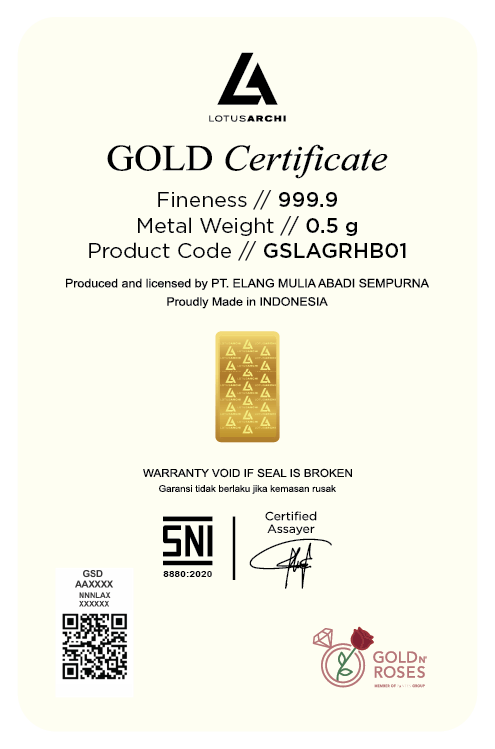 LOTUSARCHI
GOLD Certificate
Fineness // 999.9
Metal Weight // 0.5 g
Product Code // GSLAGRHB01
Produced and licensed by PT. ELANG MULIA ABADI SEMPURNA
Proudly Made in INDONESIA
WARRANTY VOID IF SEAL IS BROKEN
Garansi tidak berlaku jika kemasan rusak
SNI
8880:2020
Certified
Assayer
GSD
AAXXXX
NNNLAX
XXXXXX
GOLD N'
ROSES
MEMBER OF
GROUP